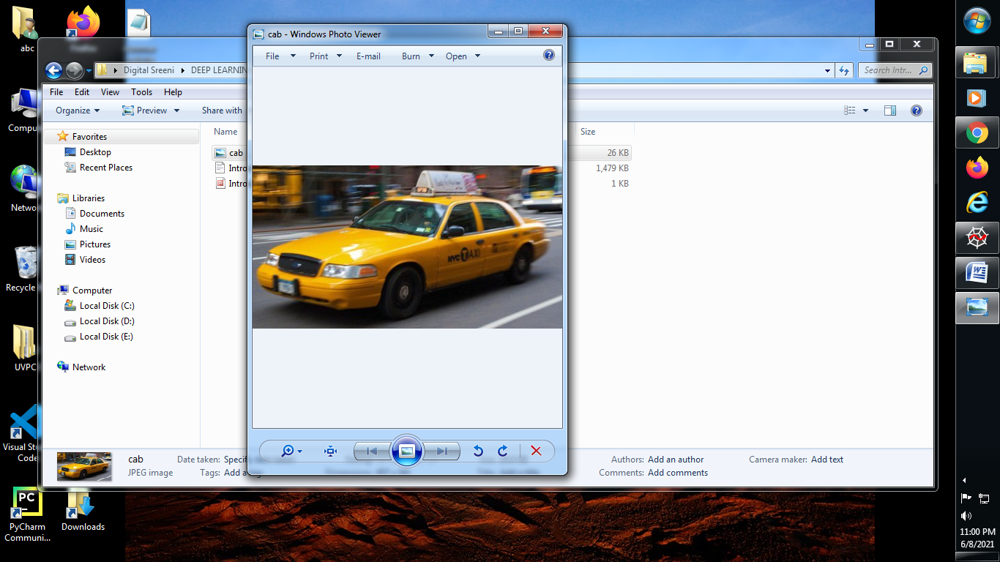 abc
cab - Windows Photo Viewer
File Print E-mail Burn Open
Digital Sreeni DEEP LEARNIN
Search Intr...
File Edit View Tools Help
Organize Preview Share with
Name Size
Favorites
Desktop
Recent Places
Libraries
Documents
Music
Pictures
Videos
Computer
Local Disk (C:)
Local Disk (D:)
Local Disk (E:)
Network
cab 26 KB
Intro 1,479 KB
Intro 1 KB
NYC TAXI
Compu
Netwo
Recycle
UVPC
Visual Stu
Code
PC
PyCharm
Communi...
Downloads
cab
JPEG image
Date taken: Specify
Tags: Add a
Authors: Add an author
Comments: Add comments
Camera maker: Add text
11:00 PM
6/8/2021